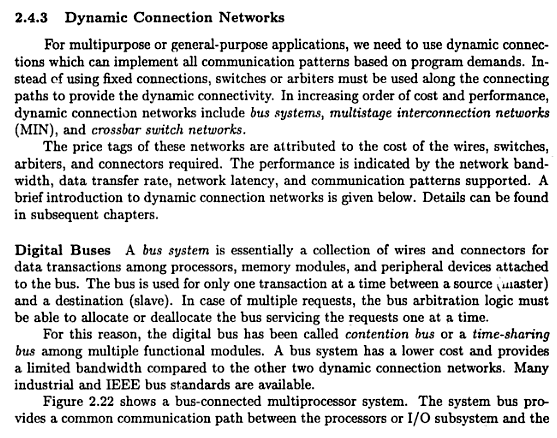 2.4.3 Dynamic Connection Networks
For multipurpose or general-purpose applications, we need to use dynamic connec-
tions which can implement all communication patterns based on program demands. In-
stead of using fixed connections, switches or arbiters must be used along the connecting
paths to provide the dynamic connectivity. In increasing order of cost and performance,
dynamic connection networks include bus systems, multistage interconnection networks
(MIN), and crossbar switch networks.
The price tags of these networks are attributed to the cost of the wires, switches,
arbiters, and connectors required. The performance is indicated by the network band-
width, data transfer rate, network latency, and communication patterns supported. A
brief introduction to dynamic connection networks is given below. Details can be found
in subsequent chapters.
Digital Buses A bus system is essentially a collection of wires and connectors for
data transactions among processors, memory modules, and peripheral devices attached
to the bus. The bus is used for only one transaction at a time between a source (master)
and a destination (slave). In case of multiple requests, the bus arbitration logic must
be able to allocate or deallocate the bus servicing the requests one at a time.
For this reason, the digital bus has been called contention bus or a time-sharing
bus among multiple functional modules. A bus system has a lower cost and provides
a limited bandwidth compared to the other two dynamic connection networks. Many
industrial and IEEE bus standards are available.
Figure 2.22 shows a bus-connected multiprocessor system. The system bus pro-
vides a common communication path between the processors or I/O subsystem and the